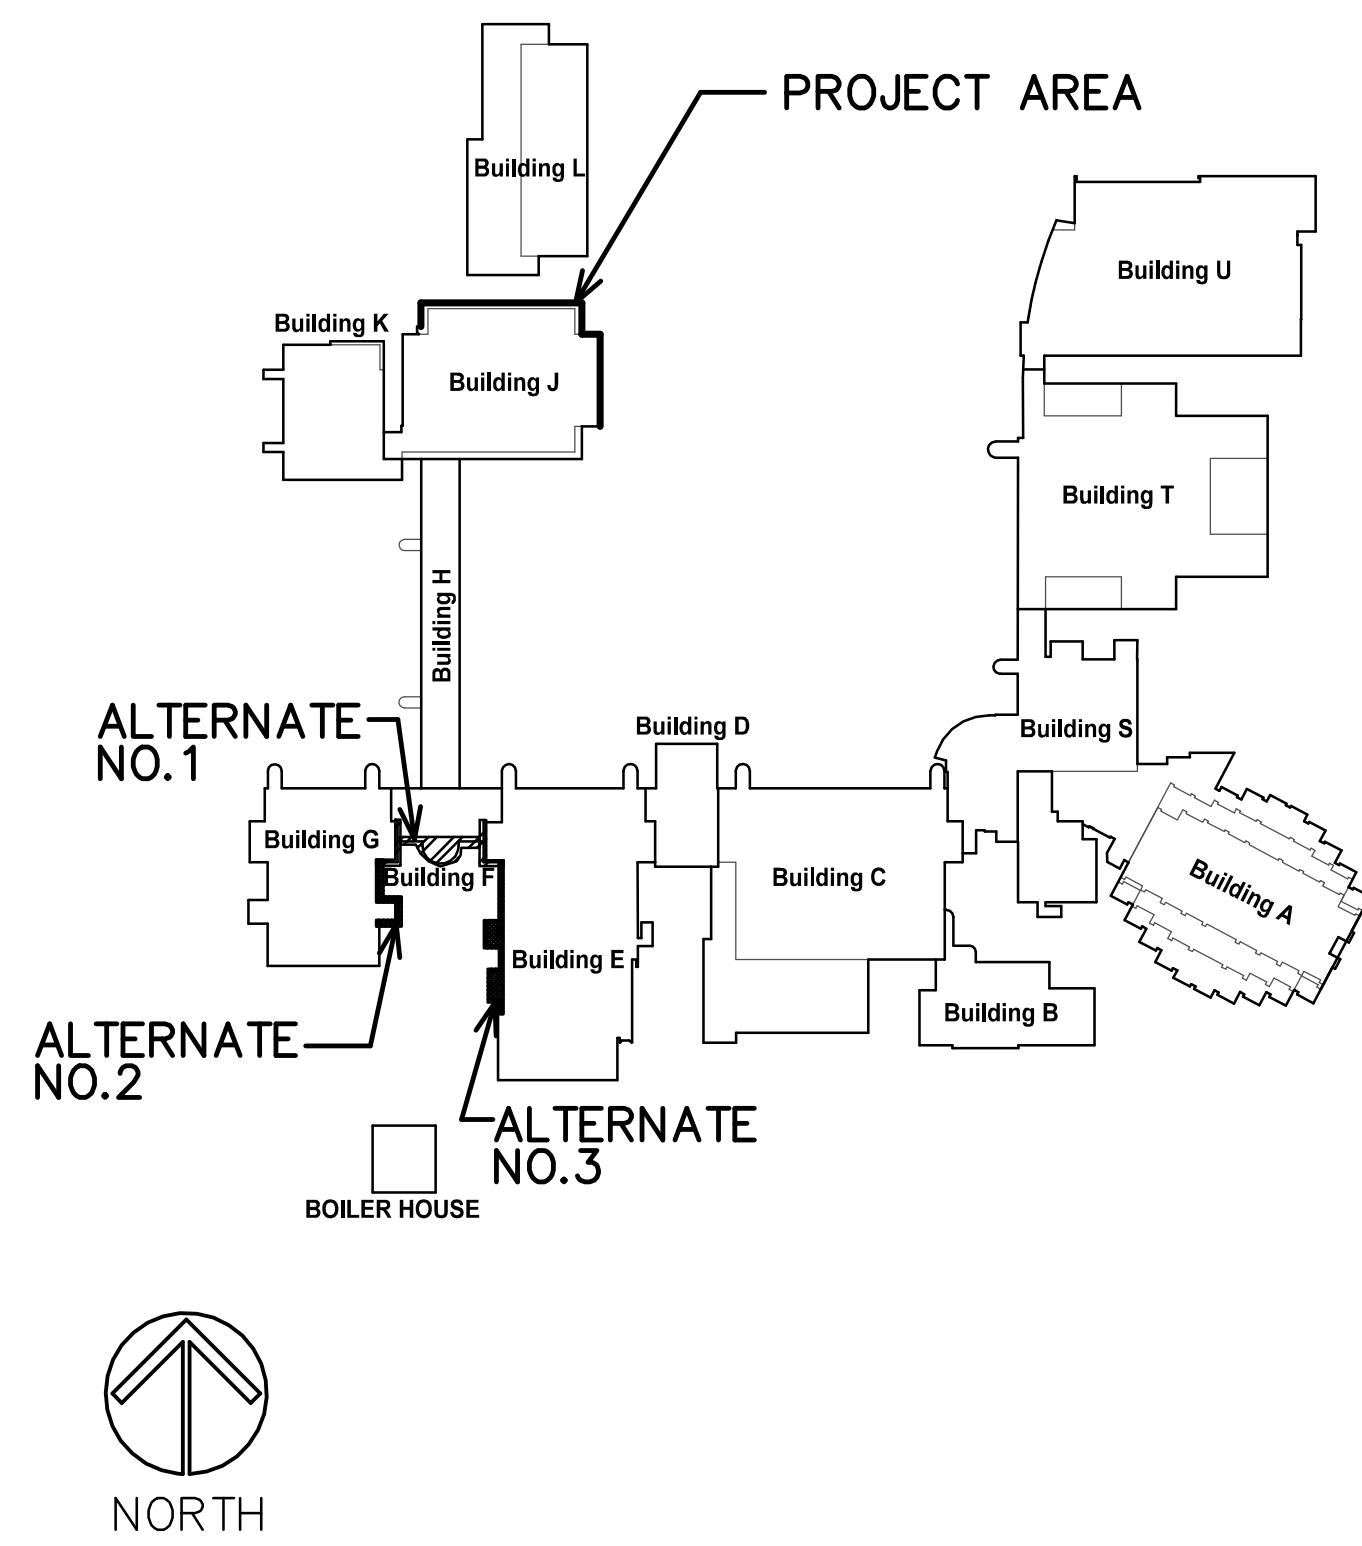 PROJECT AREA
Building L
Building U
Building K
Building J
Building T
Building H
ALTERNATE
NO.1
Building D
Building S
Building G
Building F
Building C
Building A
Building E
Building B
ALTERNATE
NO.2
ALTERNATE
NO.3
BOILER HOUSE
NORTH